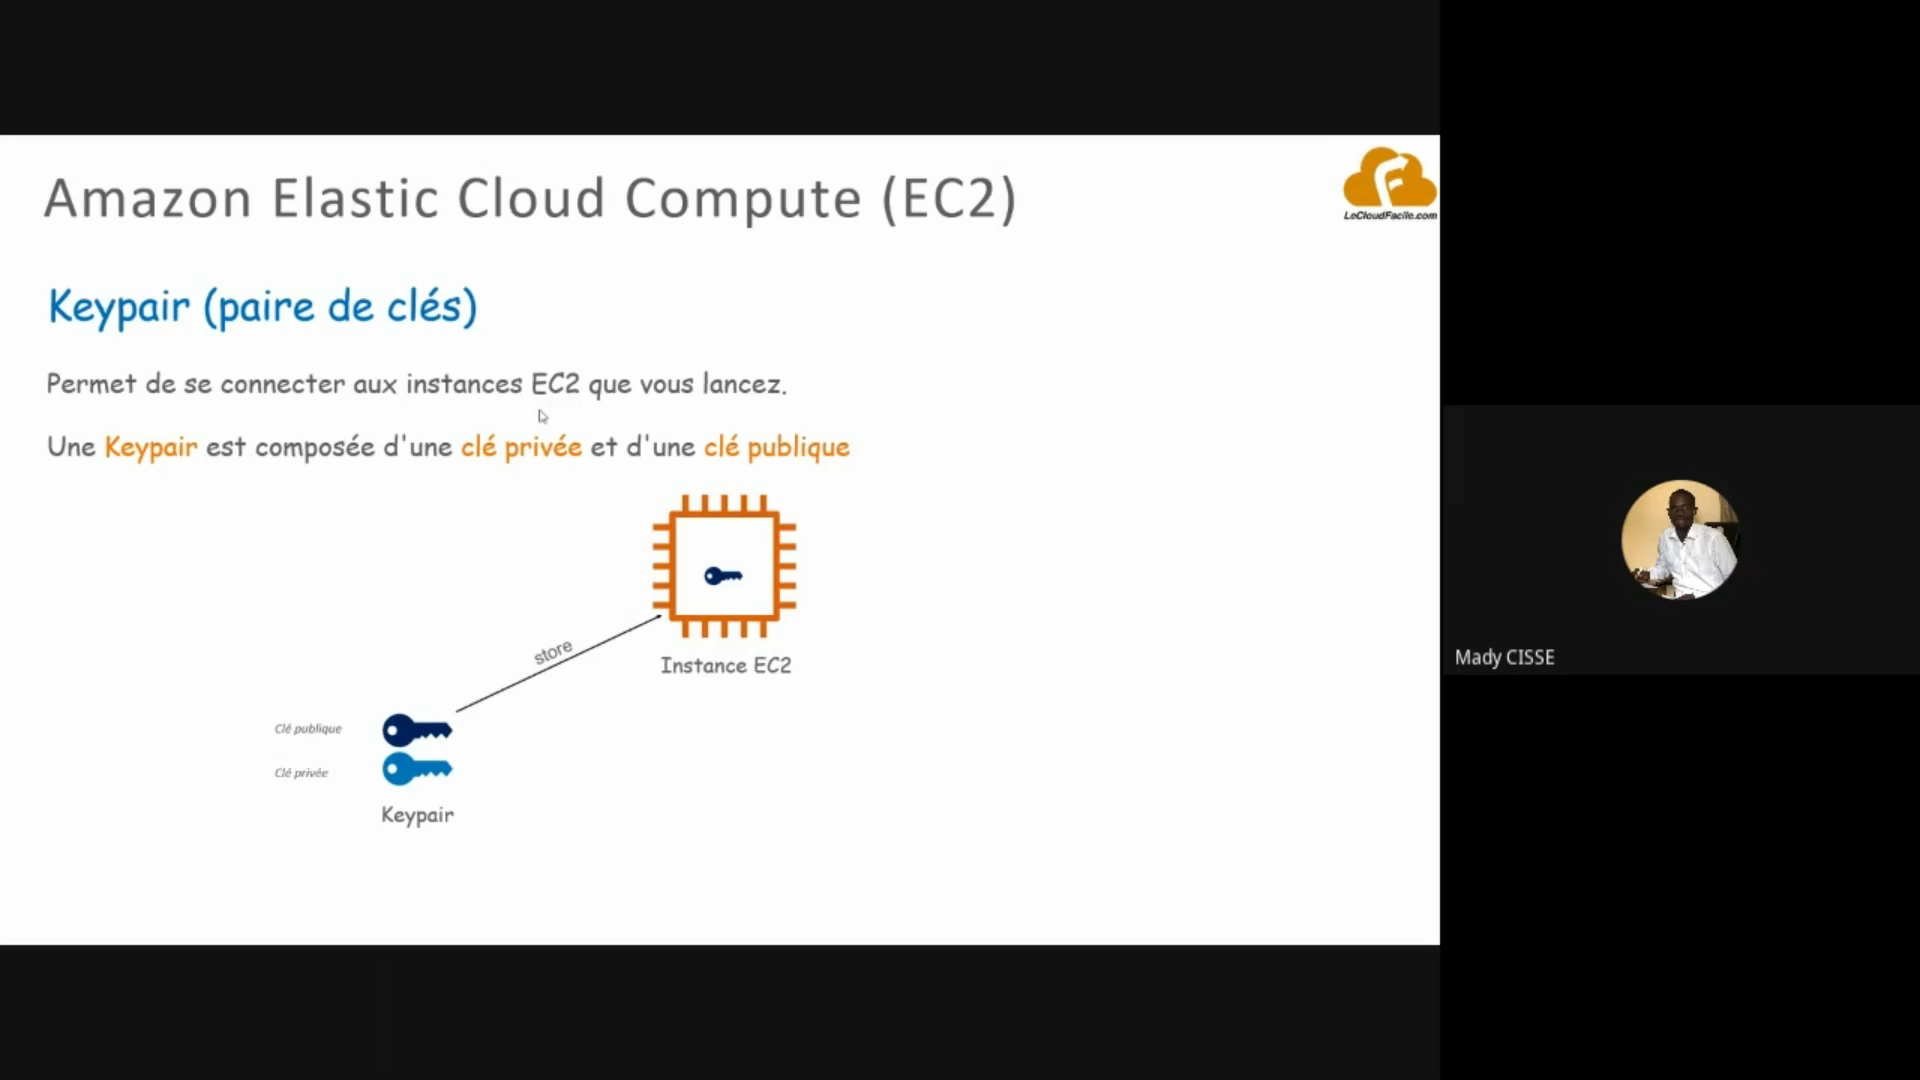 Amazon Elastic Cloud Compute (EC2)
LeCloudFacile.com
Keypair (paire de clés)
Permet de se connecter aux instances EC2 que vous lancez.
Une Keypair est composée d'une clé privée et d'une clé publique
store
Instance EC2
Clé publique
Clé privée
Keypair
Mady CISSE